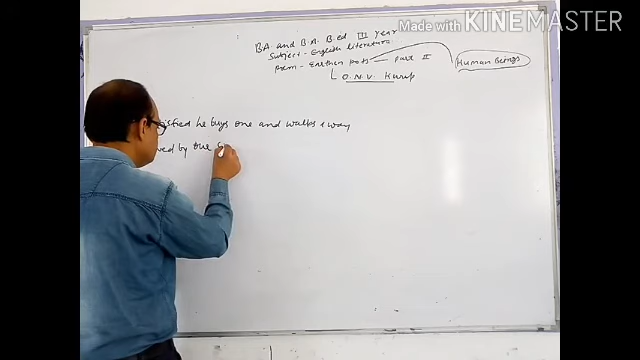 Made with KINEMASTER
B.A. and B.A. B.ed III year
Subject - English literature
Poem - Earthen pots - Part II
Human Beings
O.N.V. Kurup
he buys one and walks away
by the